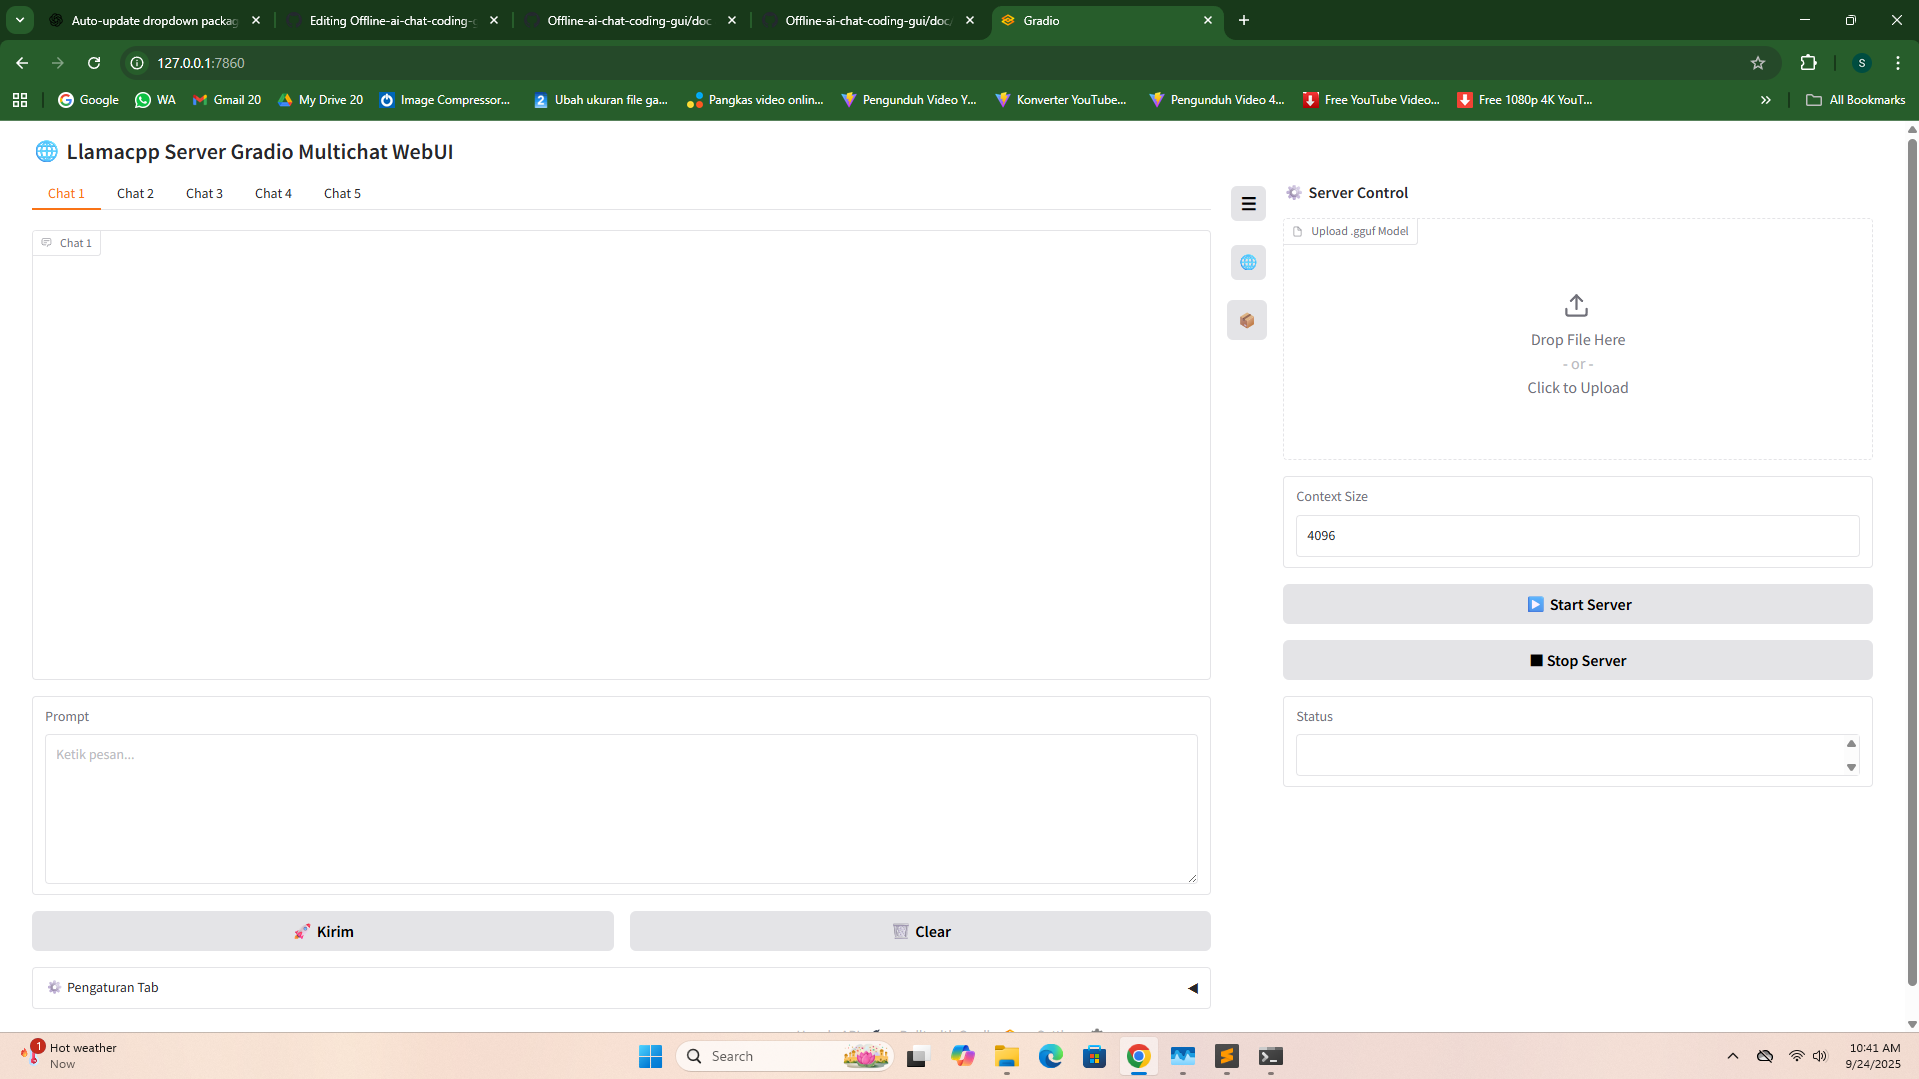 Auto-update dropdown packag
Editing Offline-ai-chat-coding-g
Offline-ai-chat-coding-gui/doc
Offline-ai-chat-coding-gui/doc/
Gradio
127.0.0.1:7860
S
Google
WA
Gmail 20
My Drive 20
Image Compressor...
2
Ubah ukuran file ga...
Pangkas video onlin...
Pengunduh Video Y...
Konverter YouTube...
Pengunduh Video 4...
Free YouTube Video...
Free 1080p 4K YouT...
All Bookmarks
Llamacpp Server Gradio Multichat WebUI
Chat 1
Chat 2
Chat 3
Chat 4
Chat 5
Chat 1
Prompt
Ketik pesan...
Kirim
Clear
Pengaturan Tab
Server Control
Upload .gguf Model
Drop File Here
- or -
Click to Upload
Context Size
4096
Start Server
Stop Server
Status
1
Hot weather
Now
Search
10:41 AM
9/24/2025